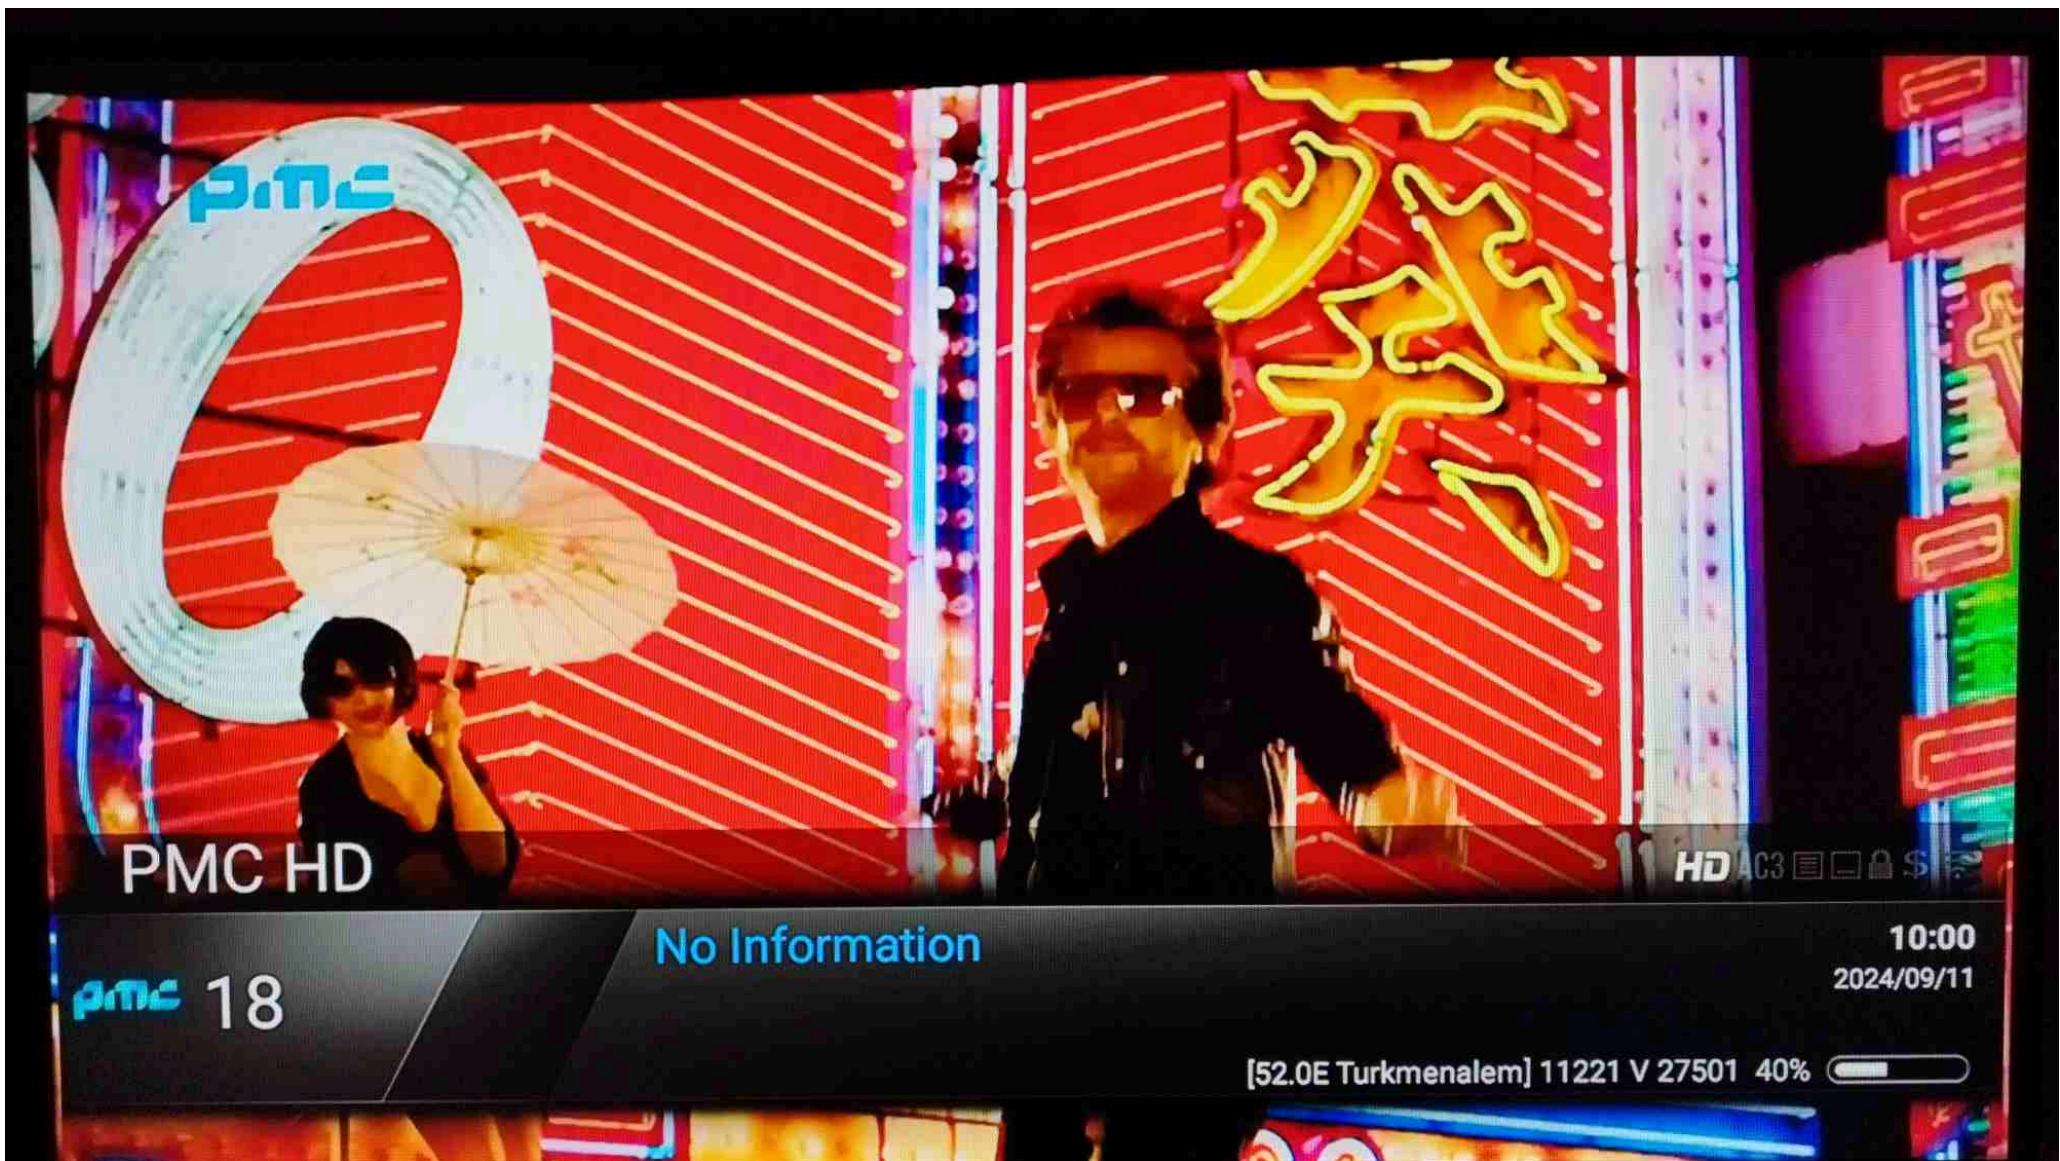 pmc
PMC HD
HD AC3 $
pmc 18
No Information
10:00
2024/09/11
[52.0E Turkmenalem] 11221 V 27501 40%